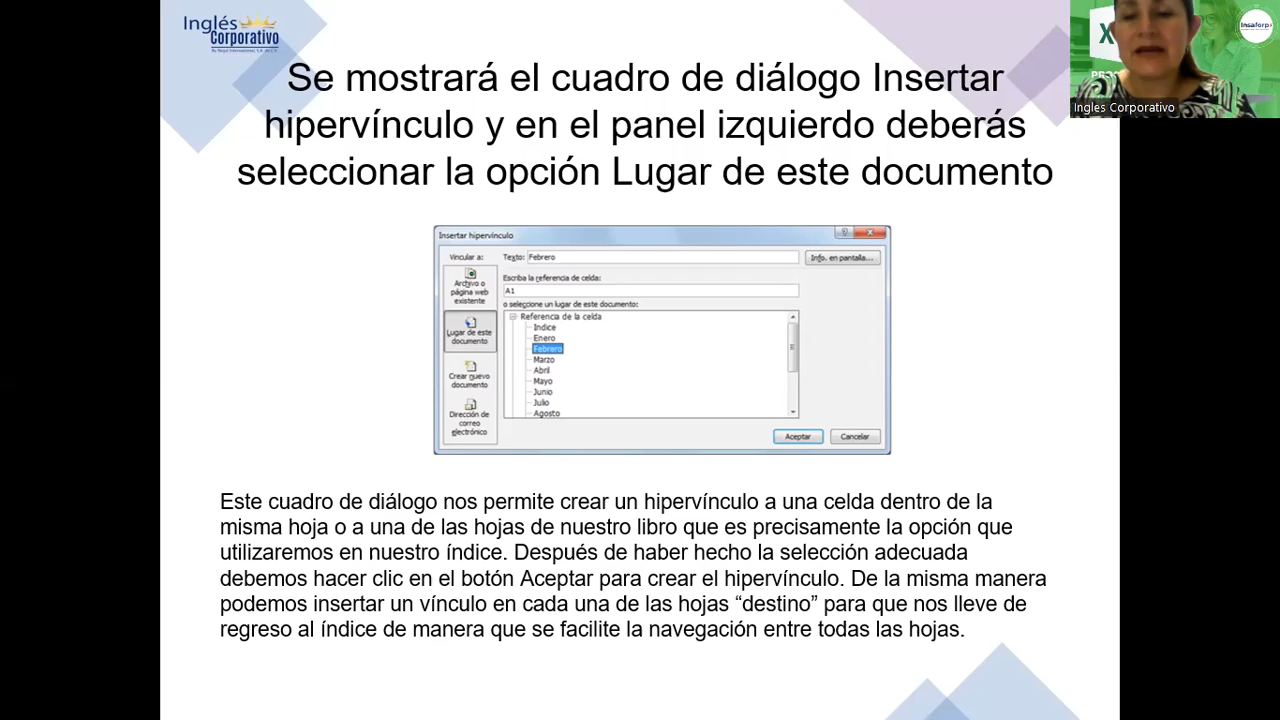 Inglés
Corporativo
Se mostrará el cuadro de diálogo Insertar
hipervínculo y en el panel izquierdo deberás
seleccionar la opción Lugar de este documento
Insertar hipervínculo
Vincular a:
Texto: Febrero
Info. en pantalla...
Archivo o
página web
existente
Lugar de este
documento
Crear nuevo
documento
Dirección de
correo
electrónico
Escriba la referencia de celda:
A1
o seleccione un lugar de este documento:
Referencia de la celda
Indice
Enero
Febrero
Marzo
Abril
Mayo
Junio
Julio
Agosto
Aceptar
Cancelar
Este cuadro de diálogo nos permite crear un hipervínculo a una celda dentro de la
misma hoja o a una de las hojas de nuestro libro que es precisamente la opción que
utilizaremos en nuestro índice. Después de haber hecho la selección adecuada
debemos hacer clic en el botón Aceptar para crear el hipervínculo. De la misma manera
podemos insertar un vínculo en cada una de las hojas “destino” para que nos lleve de
regreso al índice de manera que se facilite la navegación entre todas las hojas.
X
Insaforp
Ingles Corporativo